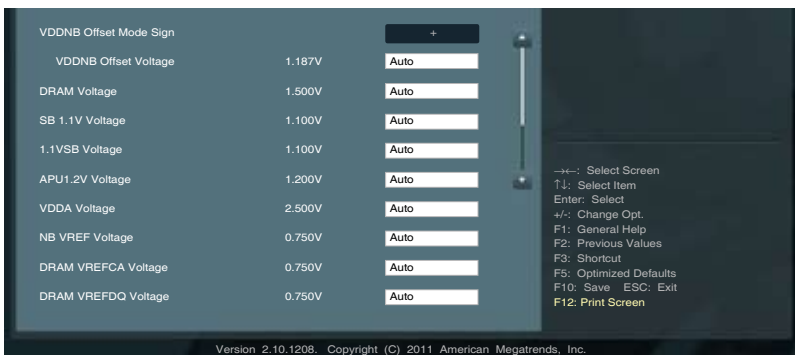 VDDNB Offset Mode Sign +
VDDNB Offset Voltage 1.187V Auto
DRAM Voltage 1.500V Auto
SB 1.1V Voltage 1.100V Auto
1.1VSB Voltage 1.100V Auto
APU1.2V Voltage 1.200V Auto
VDDA Voltage 2.500V Auto
NB VREF Voltage 0.750V Auto
DRAM VREFCA Voltage 0.750V Auto
DRAM VREFDQ Voltage 0.750V Auto
→←: Select Screen
↑↓: Select Item
Enter: Select
+/-: Change Opt.
F1: General Help
F2: Previous Values
F3: Shortcut
F5: Optimized Defaults
F10: Save ESC: Exit
F12: Print Screen
Version 2.10.1208. Copyright (C) 2011 American Megatrends, Inc.